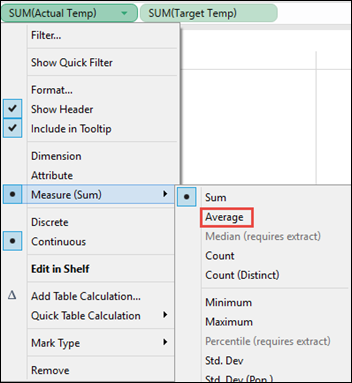 SUM(Actual Temp) SUM(Target Temp)
Filter...
Show Quick Filter
Format...
Show Header
Include in Tooltip
Dimension
Attribute
Measure (Sum)
Discrete
Continuous
Edit in Shelf
Δ Add Table Calculation...
Quick Table Calculation
Mark Type
Remove
Sum
Average
Median (requires extract)
Count
Count (Distinct)
Minimum
Maximum
Percentile (requires extract)
Std. Dev
Std. Dev (Pop.)